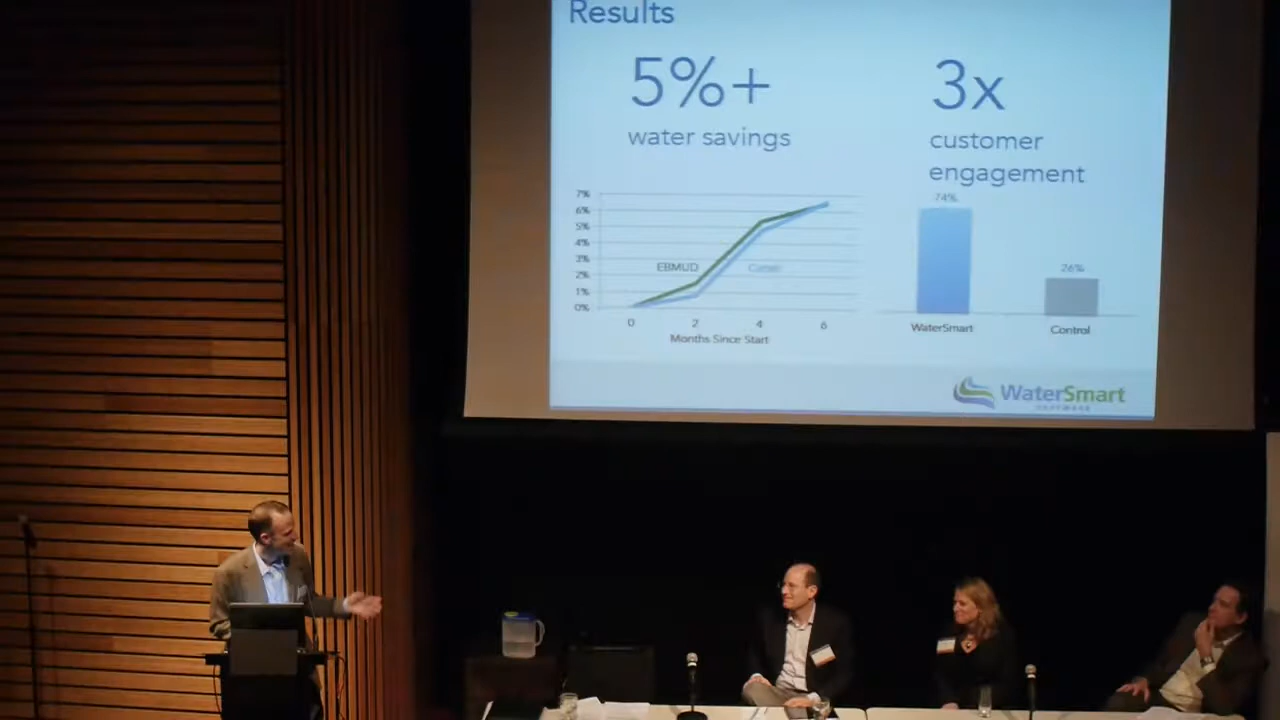 Results
5%+
water savings
3x
customer
engagement
7%
6%
5%
4%
3%
2%
1%
0%
EBMUD
0
2
4
6
Months Since Start
74%
26%
WaterSmart
Control
WaterSmart
SOFTWARE